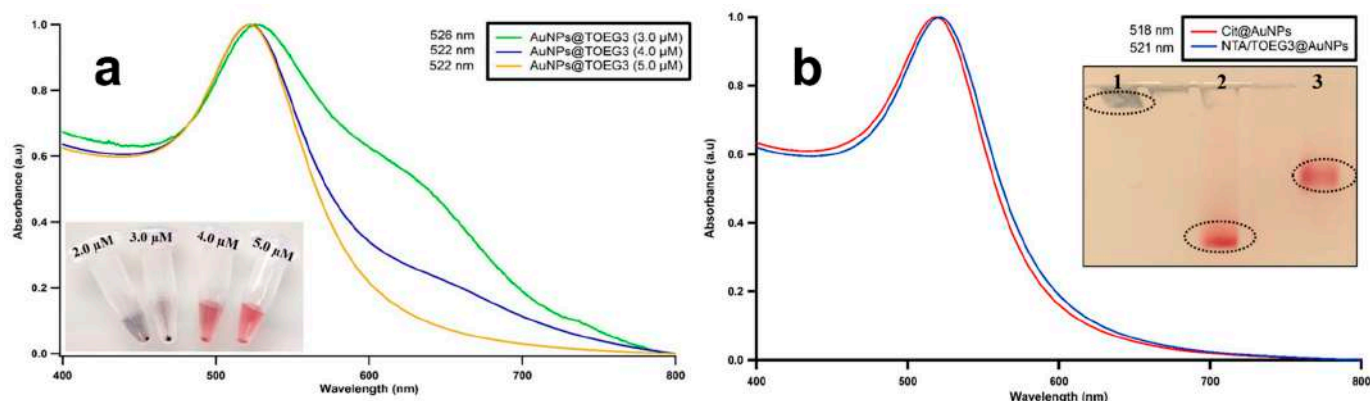 a
526 nm AuNPs@TOEG3 (3.0 µM)
522 nm AuNPs@TOEG3 (4.0 µM)
522 nm AuNPs@TOEG3 (5.0 µM)
1.0
0.8
0.6
0.4
0.2
0.0
Absorbance (a.u)
2.0 µM 3.0 µM 4.0 µM 5.0 µM
400 500 600 700 800
Wavelength (nm)
b
518 nm Cit@AuNPs
521 nm NTA/TOEG3@AuNPs
1 2 3
1.0
0.8
0.6
0.4
0.2
0.0
Absorbance (a.u)
400 500 600 700 800
Wavelength (nm)